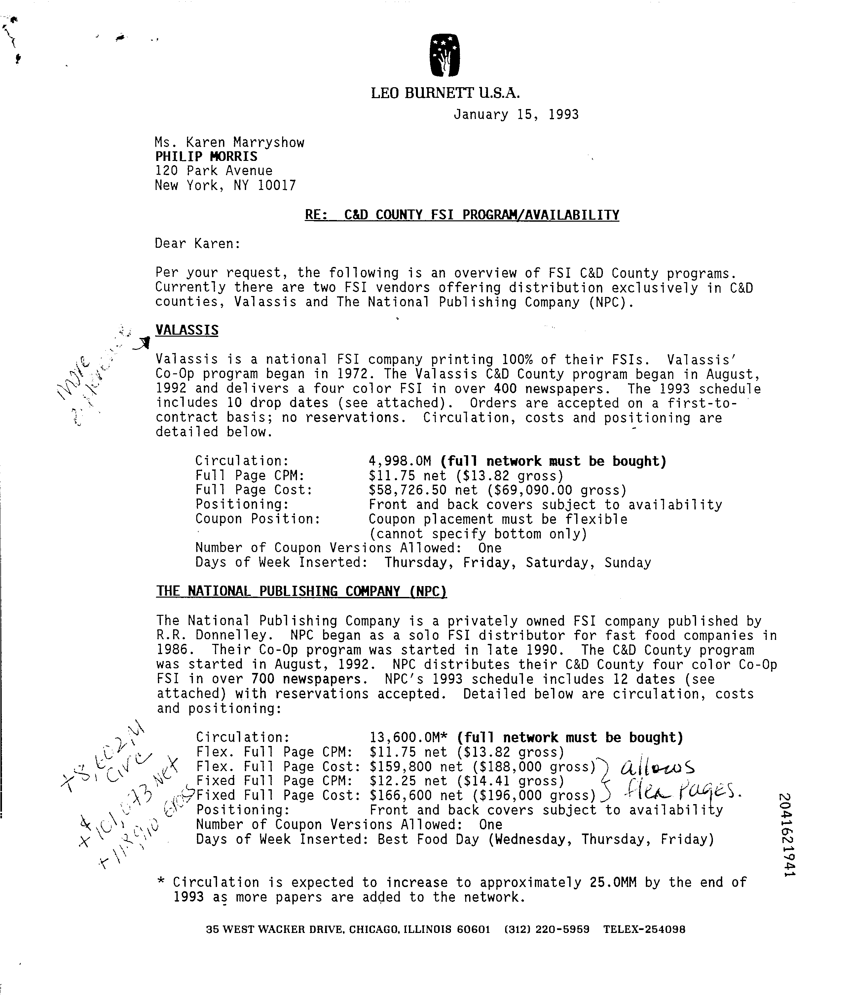 LEO BURNETT U.S.A.
January 15, 1993
Ms. Karen Marryshow
PHILIP MORRIS
120 Park Avenue
New York, NY 10017
RE: C&D COUNTY FSI PROGRAM/AVAILABILITY
Dear Karen:
Per your request, the following is an overview of FSI C&D County programs.
Currently there are two FSI vendors offering distribution exclusively in C&D
counties, Valassis and The National Publishing Company (NPC).
VALASSIS
more
Valassis is a national FSI company printing 100% of their FSIs. Valassis'
Co-Op program began in 1972. The Valassis C&D County program began in August,
1992 and delivers a four color FSI in over 400 newspapers. The 1993 schedule
includes 10 drop dates (see attached). Orders are accepted on a first-to-
contract basis; no reservations. Circulation, costs and positioning are
detailed below.
Circulation: 4,998.0M (full network must be bought)
Full Page CPM: $11.75 net ($13.82 gross)
Full Page Cost: $58,726.50 net ($69,090.00 gross)
Positioning: Front and back covers subject to availability
Coupon Position: Coupon placement must be flexible
(cannot specify bottom only)
Number of Coupon Versions Allowed: One
Days of Week Inserted: Thursday, Friday, Saturday, Sunday
THE NATIONAL PUBLISHING COMPANY (NPC)
The National Publishing Company is a privately owned FSI company published by
R.R. Donnelley. NPC began as a solo FSI distributor for fast food companies in
1986. Their Co-Op program was started in late 1990. The C&D County program
was started in August, 1992. NPC distributes their C&D County four color Co-Op
FSI in over 700 newspapers. NPC's 1993 schedule includes 12 dates (see
attached) with reservations accepted. Detailed below are circulation, costs
and positioning:
+8,602,M
Circ
+101,073 Net
+118,910 Gross
Circulation: 13,600.0M* (full network must be bought)
Flex. Full Page CPM: $11.75 net ($13.82 gross)
Flex. Full Page Cost: $159,800 net ($188,000 gross)
Fixed Full Page CPM: $12.25 net ($14.41 gross)
Fixed Full Page Cost: $166,600 net ($196,000 gross)
allows
flex pages.
Positioning: Front and back covers subject to availability
Number of Coupon Versions Allowed: One
Days of Week Inserted: Best Food Day (Wednesday, Thursday, Friday)
* Circulation is expected to increase to approximately 25.0MM by the end of
1993 as more papers are added to the network.
2041621941
35 WEST WACKER DRIVE, CHICAGO, ILLINOIS 60601 (312) 220-5959 TELEX-254098